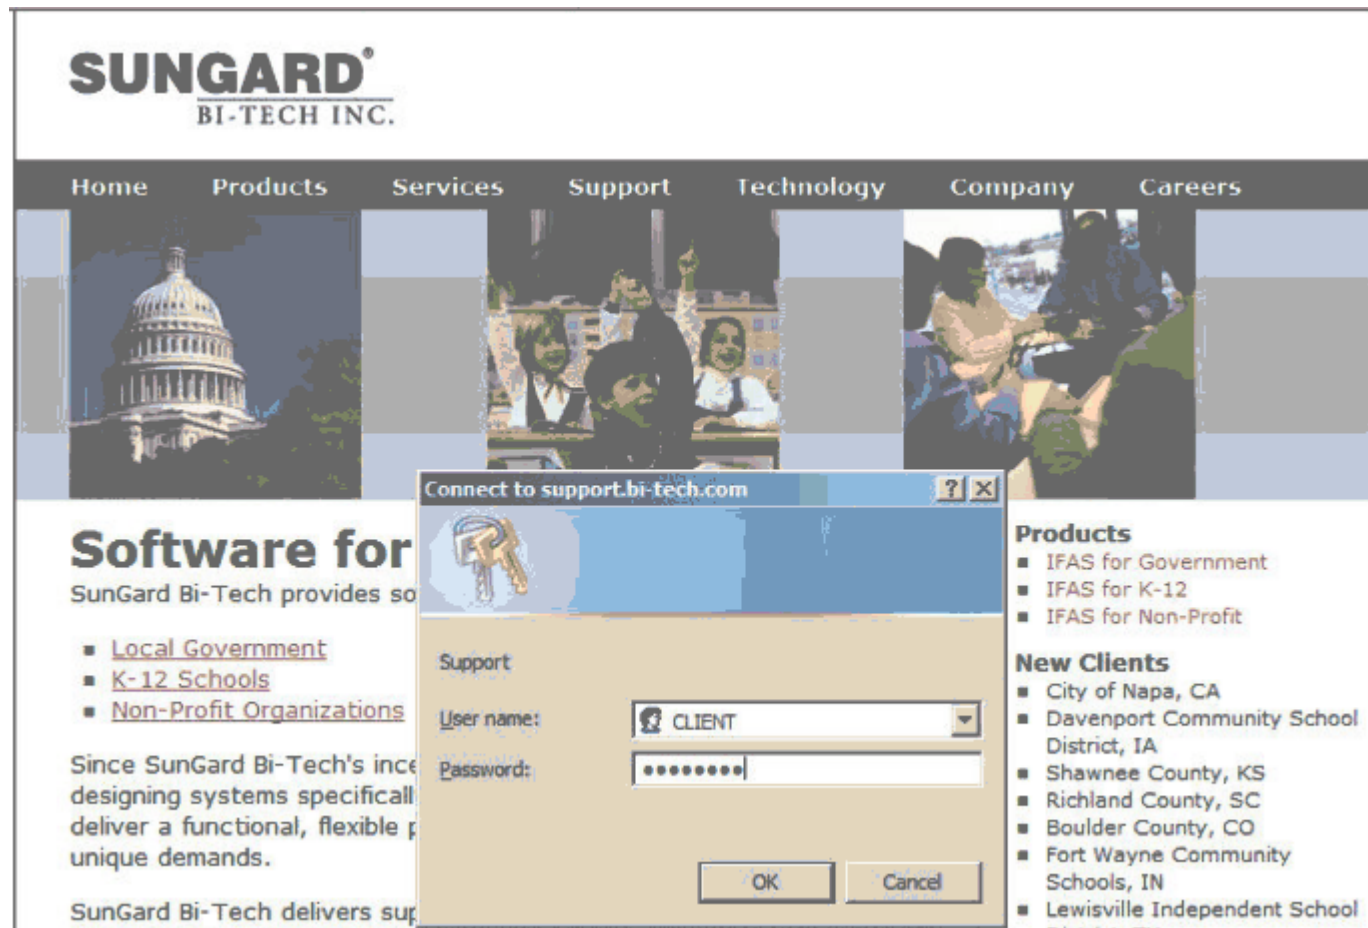 SUNGARD®
BI-TECH INC.
Home Products Services Support Technology Company Careers
Connect to support.bi-tech.com
Support
User name: CLIENT
Password: ●●●●●●●●
OK Cancel
Software for
SunGard Bi-Tech provides so
Local Government
K-12 Schools
Non-Profit Organizations
Since SunGard Bi-Tech's ince
designing systems specificall
deliver a functional, flexible p
unique demands.
SunGard Bi-Tech delivers sup
Products
IFAS for Government
IFAS for K-12
IFAS for Non-Profit
New Clients
City of Napa, CA
Davenport Community School
District, IA
Shawnee County, KS
Richland County, SC
Boulder County, CO
Fort Wayne Community
Schools, IN
Lewisville Independent School